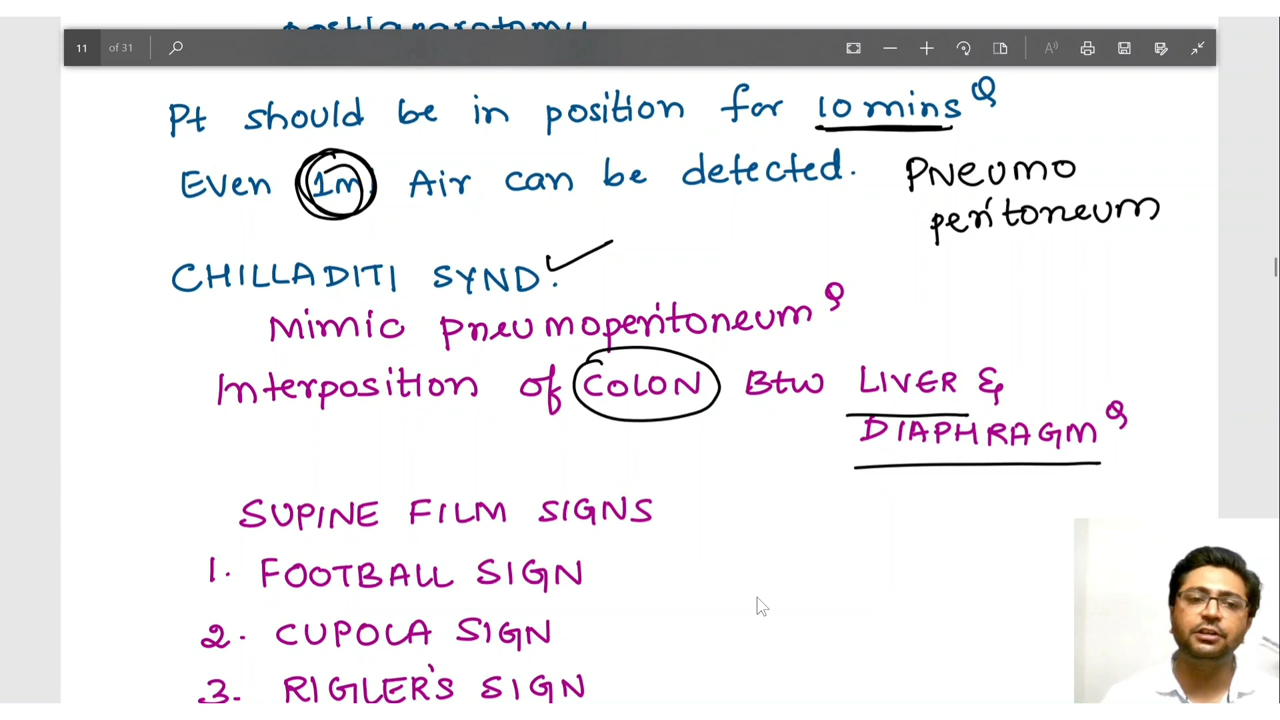 11 of 31
Pt should be in position for 10 mins Q
Even 1m Air can be detected.
PNeumo
peritoneum
CHILLADITI SYND.
Mimic pneumoperitoneum Q
Interposition of COLON Btw LIVER &
DIAPHRAGM Q
SUPINE FILM SIGNS
1. FOOTBALL SIGN
2. CUPOLA SIGN
3. RIGLER'S SIGN